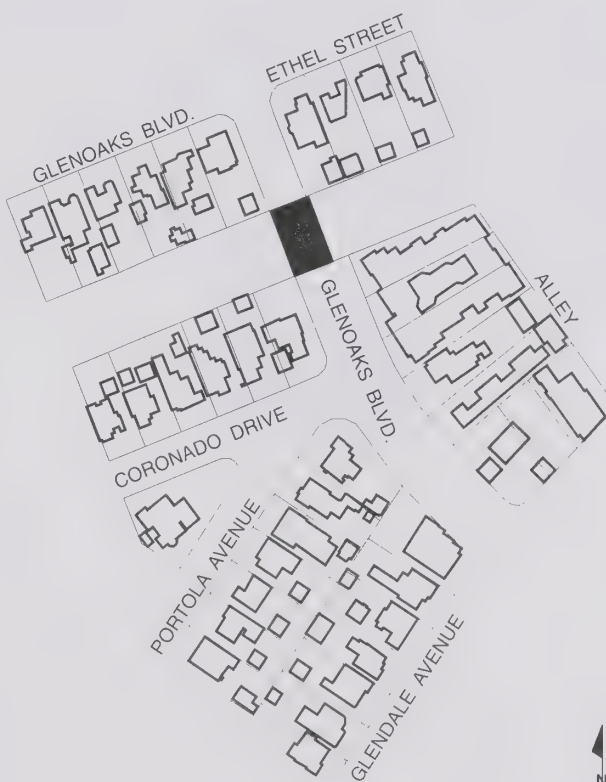 ETHEL STREET
GLENOAKS BLVD.
ALLEY
GLENOAKS BLVD.
CORONADO DRIVE
PORTOLA AVENUE
GLENDALE AVENUE